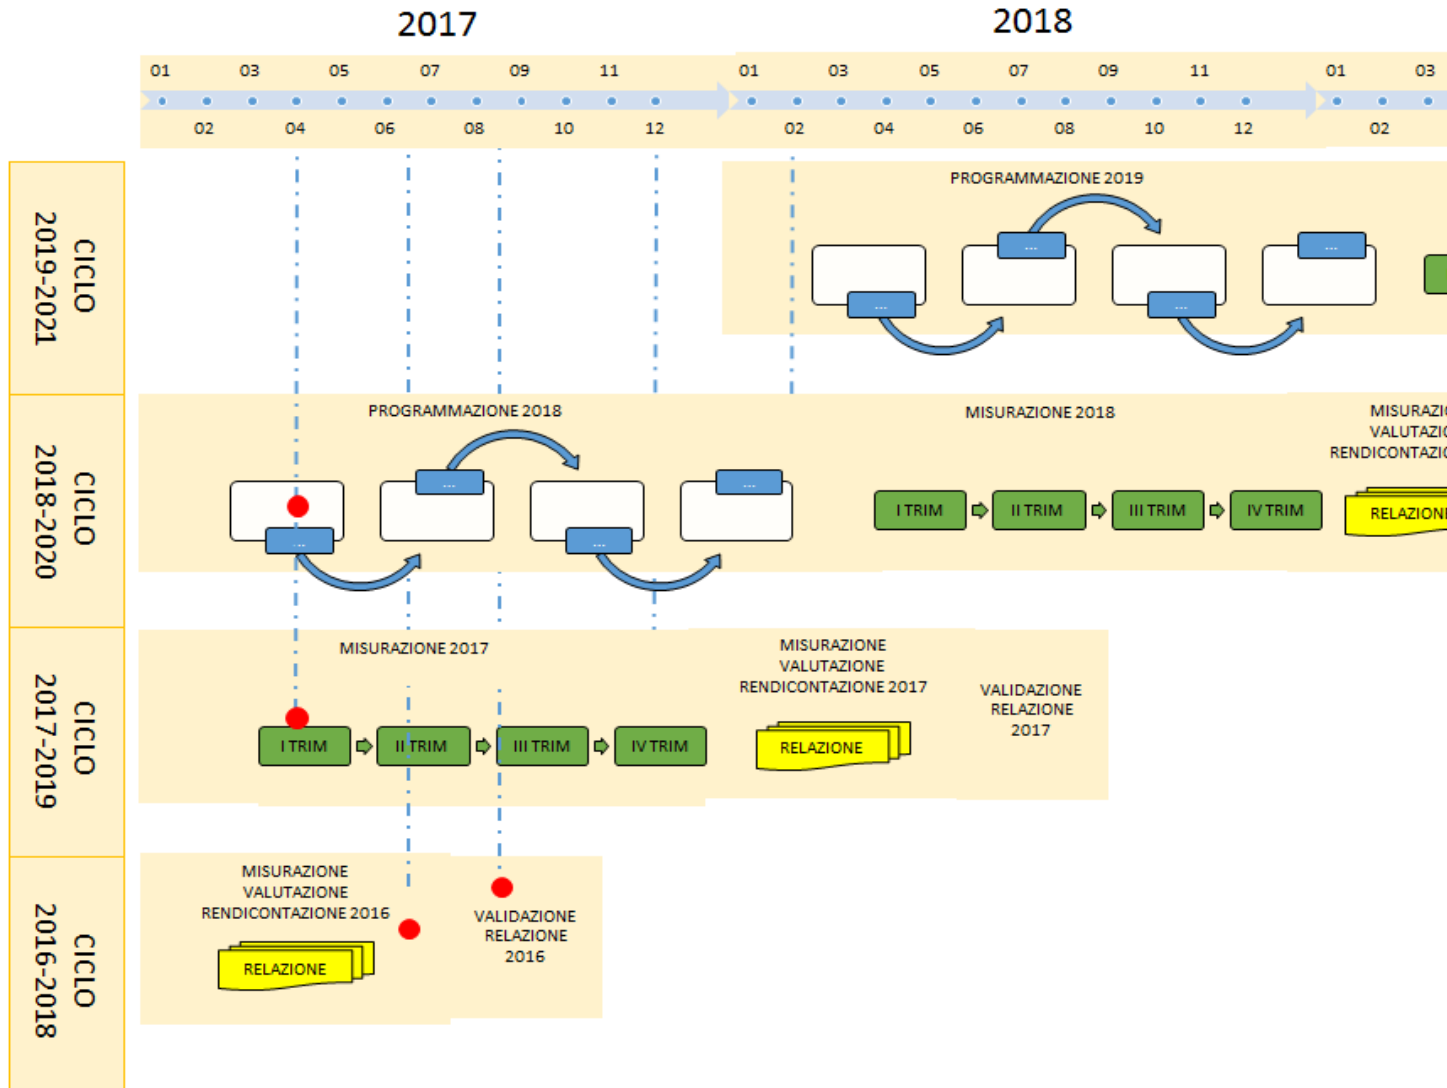 2017
2018
01 03 05 07 09 11 01 03 05 07 09 11 01 03
02 04 06 08 10 12 02 04 06 08 10 12 02
CICLO
2019-2021
PROGRAMMAZIONE 2019
... ...
... ...
CICLO
2018-2020
PROGRAMMAZIONE 2018
... ...
... ...
MISURAZIONE 2018
I TRIM II TRIM III TRIM IV TRIM
MISURAZIO
VALUTAZIO
RENDICONTAZIO
RELAZIONE
CICLO
2017-2019
MISURAZIONE 2017
I TRIM II TRIM III TRIM IV TRIM
MISURAZIONE
VALUTAZIONE
RENDICONTAZIONE 2017
RELAZIONE
VALIDAZIONE
RELAZIONE
2017
CICLO
2016-2018
MISURAZIONE
VALUTAZIONE
RENDICONTAZIONE 2016
RELAZIONE
VALIDAZIONE
RELAZIONE
2016